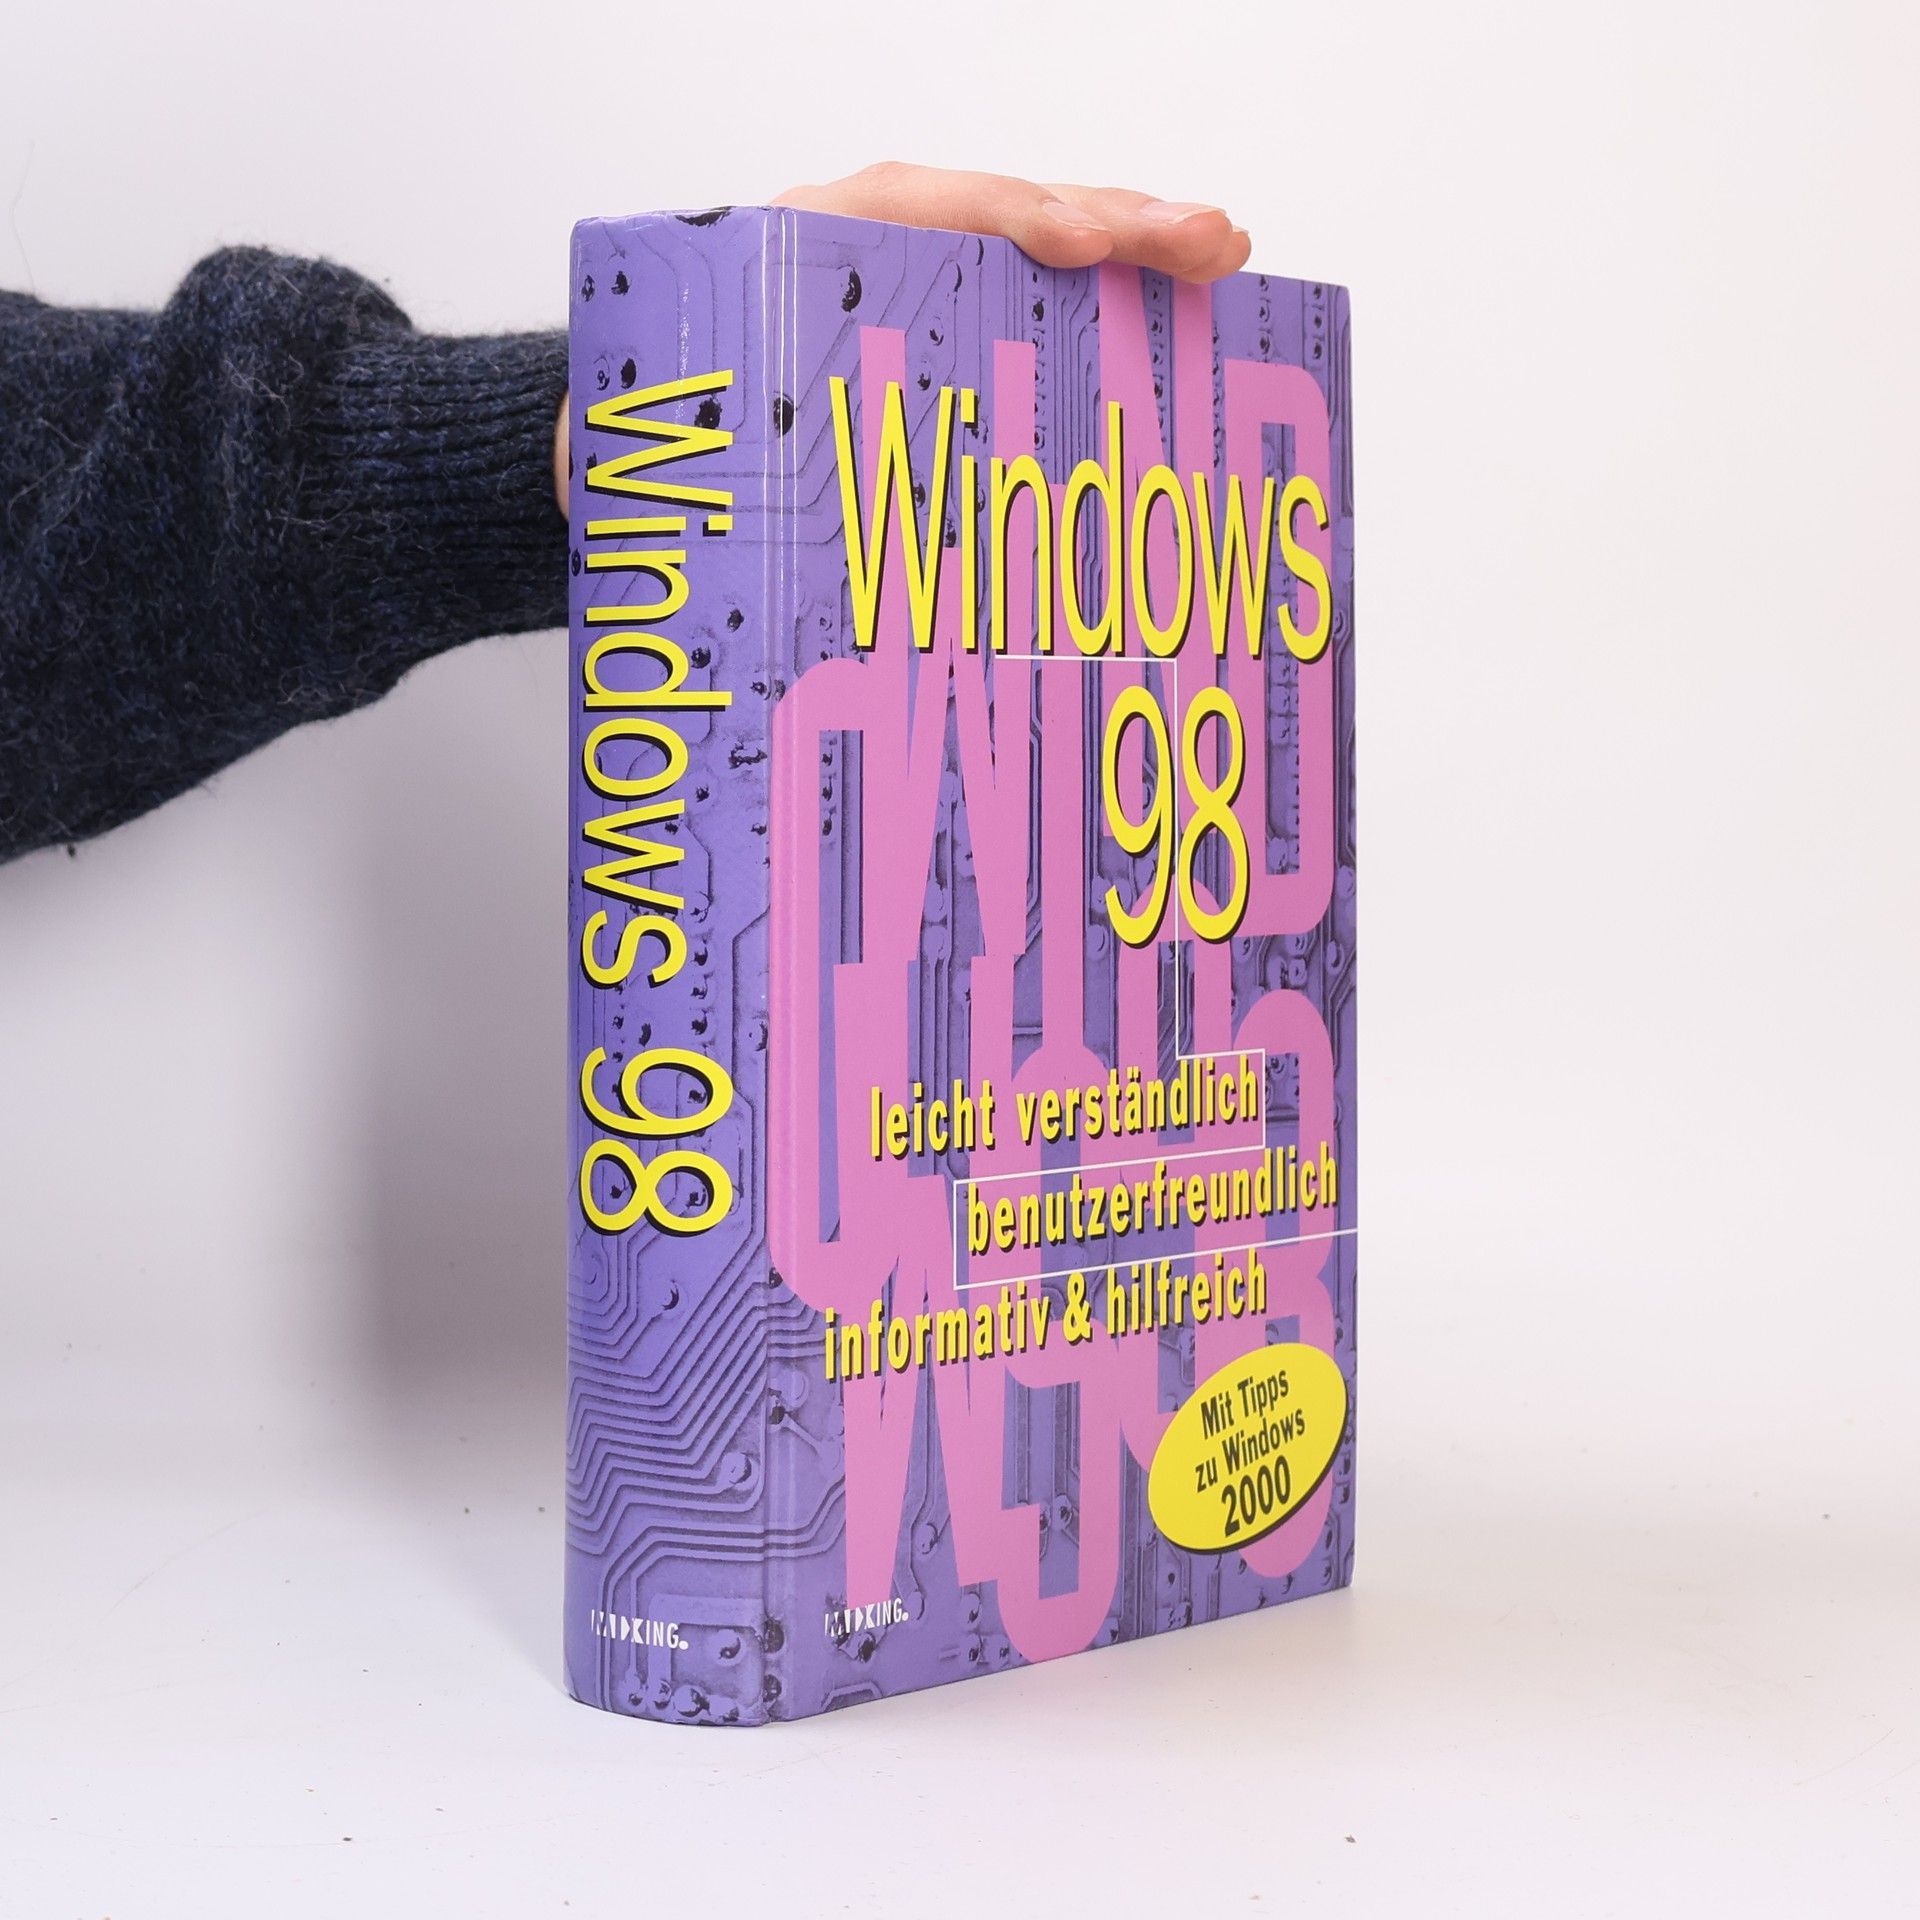 Windows 98
Windows
98
leicht verständlich
benutzerfreundlich
informativ & hilfreich
Mit Tipps
zu Windows
2000